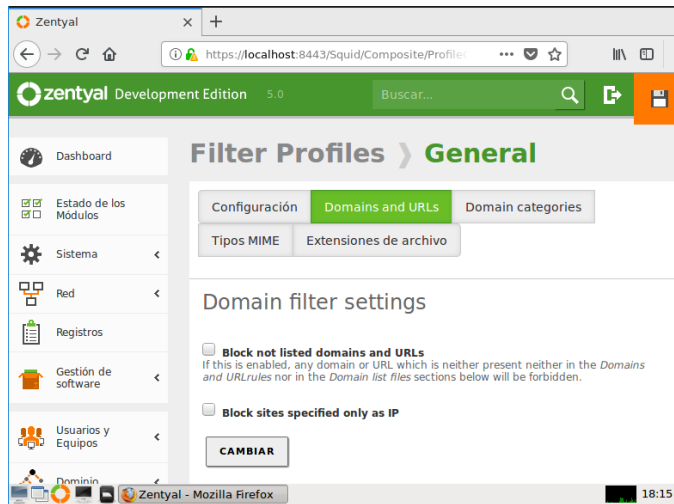 Zentyal
https://localhost:8443/Squid/Composite/Profile
zentyal Development Edition 5.0
Buscar...
Dashboard
Estado de los
Módulos
Sistema
Red
Registros
Gestión de
software
Usuarios y
Equipos
Dominio
Filter Profiles General
Configuración
Domains and URLs
Domain categories
Tipos MIME
Extensiones de archivo
Domain filter settings
Block not listed domains and URLs
If this is enabled, any domain or URL which is neither present neither in the Domains
and URLrules nor in the Domain list files sections below will be forbidden.
Block sites specified only as IP
CAMBIAR
Zentyal - Mozilla Firefox
18:15